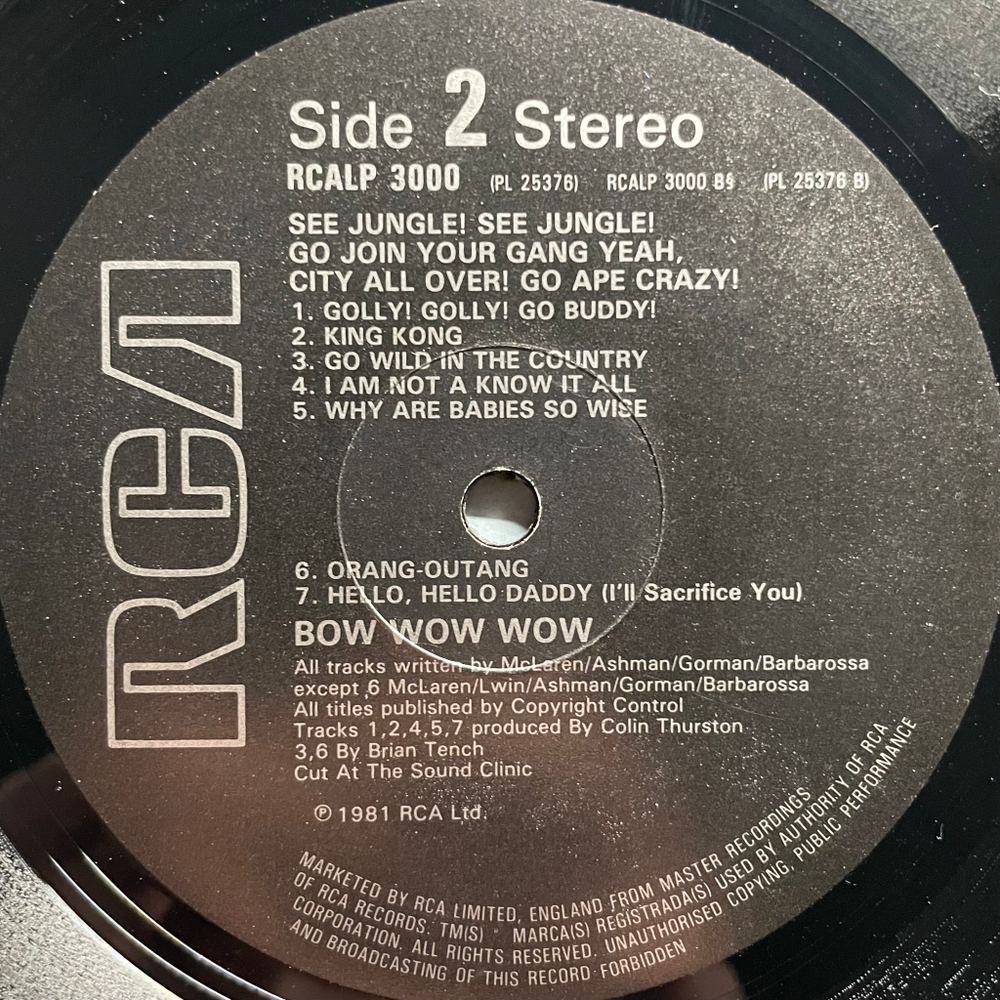 Side 2 Stereo
RCALP 3000 (PL 25376) RCALP 3000 B§ (PL 25376 B)
SEE JUNGLE! SEE JUNGLE!
GO JOIN YOUR GANG YEAH,
CITY ALL OVER! GO APE CRAZY!
1. GOLLY! GOLLY! GO BUDDY!
2. KING KONG
3. GO WILD IN THE COUNTRY
4. I AM NOT A KNOW IT ALL
5. WHY ARE BABIES SO WISE
6. ORANG-OUTANG
7. HELLO, HELLO DADDY (I'll Sacrifice You)
BOW WOW WOW
All tracks written by McLaren/Ashman/Gorman/Barbarossa
except 6 McLaren/Lwin/Ashman/Gorman/Barbarossa
All titles published by Copyright Control
Tracks 1,2,4,5,7 produced By Colin Thurston
3,6 By Brian Tench
Cut At The Sound Clinic
℗ 1981 RCA Ltd.
RCA
MARKETED BY RCA LIMITED, ENGLAND FROM MASTER RECORDINGS
OF RCA RECORDS. TM(S) ® MARCA(S) REGISTRADA(S) USED BY AUTHORITY OF RCA
CORPORATION. ALL RIGHTS RESERVED. UNAUTHORISED COPYING, PUBLIC PERFORMANCE
AND BROADCASTING OF THIS RECORD FORBIDDEN